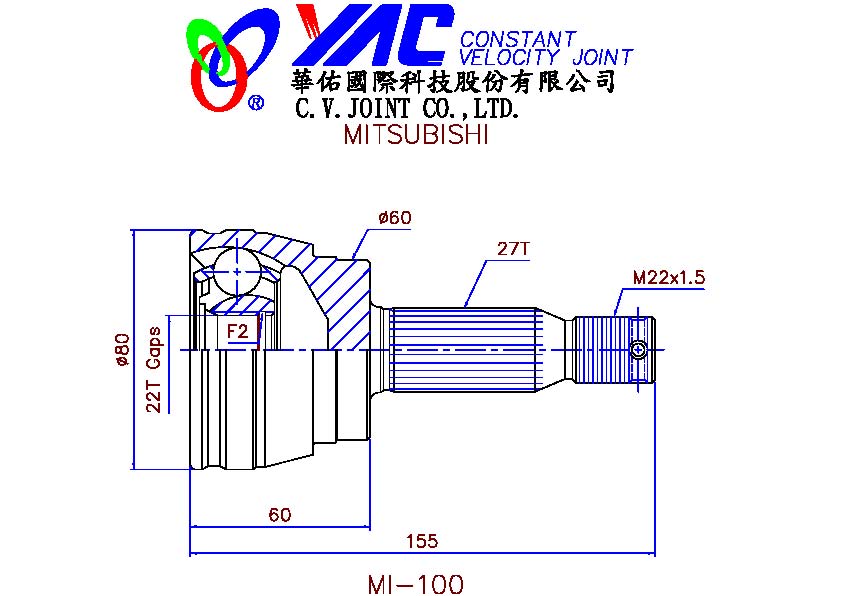 YAC CONSTANT
VELOCITY JOINT
®
華佑國際科技股份有限公司
C.V.JOINT CO.,LTD.
MITSUBISHI
ø60
27T
M22x1.5
F2
ø80
22T Gaps
60
155
MI-100